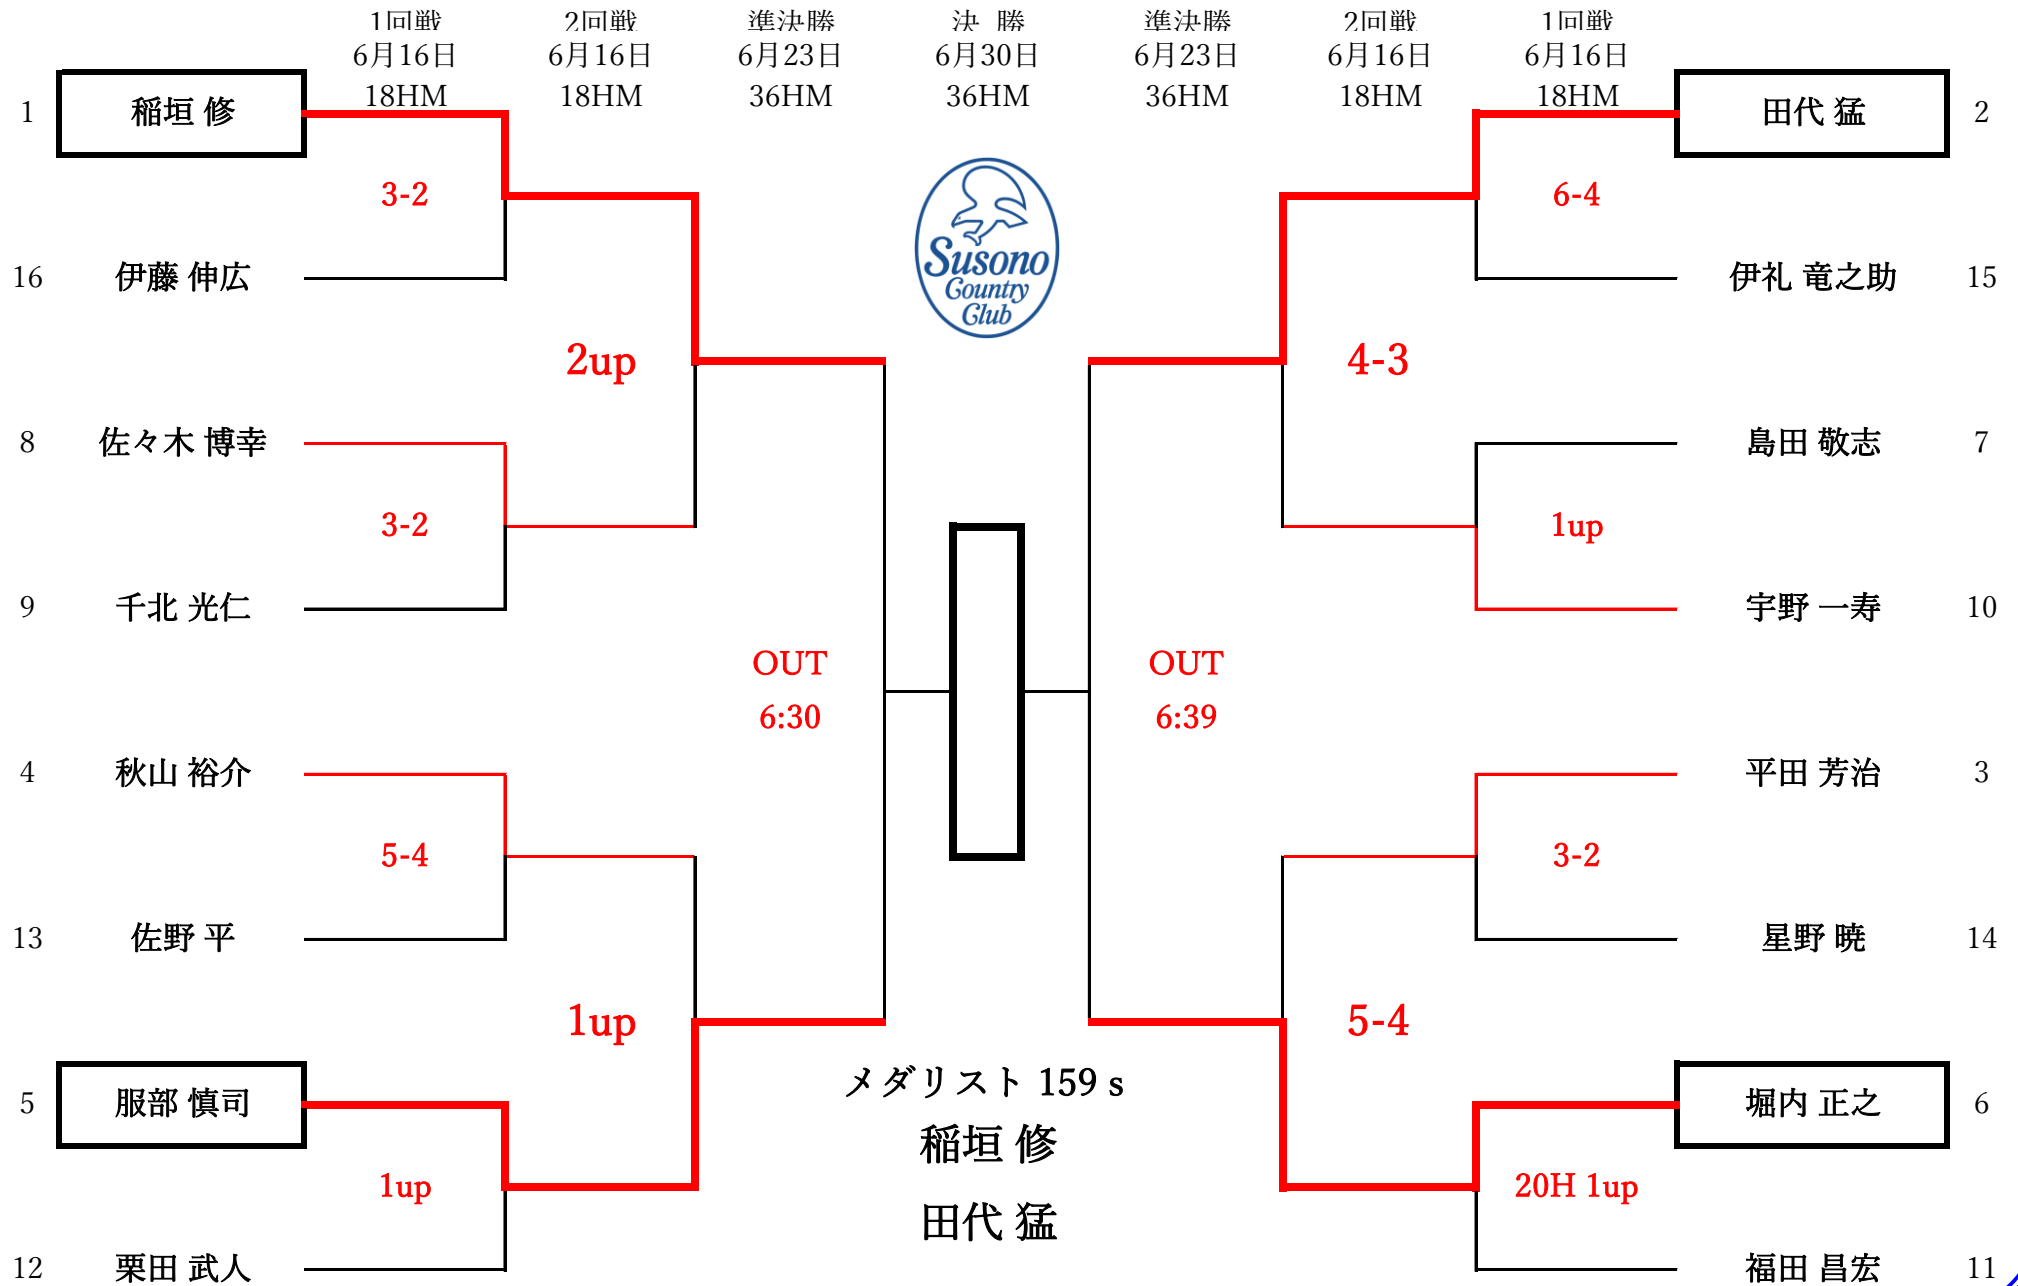 1回戦 2回戦 準決勝 決 勝 準決勝 2回戦 1回戦
6月16日 6月16日 6月23日 6月30日 6月23日 6月16日 6月16日
18HM 18HM 36HM 36HM 36HM 18HM 18HM
1 稲垣 修 田代 猛 2
3-2 6-4
Susono
Country
Club
16 伊藤 伸広 伊礼 竜之助 15
2up 4-3
8 佐々木 博幸 島田 敬志 7
3-2 1up
9 千北 光仁 宇野 一寿 10
OUT OUT
6:30 6:39
4 秋山 裕介 平田 芳治 3
5-4 3-2
13 佐野 平 星野 暁 14
1up 5-4
メダリスト 159 s
5 服部 慎司 堀内 正之 6
稲垣 修
1up 20H 1up
田代 猛
12 栗田 武人 福田 昌宏 11